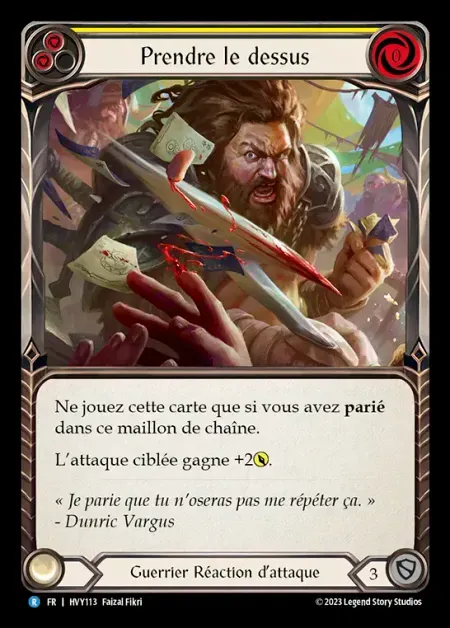 Prendre le dessus
0
Ne jouez cette carte que si vous avez parié
dans ce maillon de chaîne.
L'attaque ciblée gagne +2.
« Je parie que tu n'oseras pas me répéter ça. »
- Dunric Vargus
Guerrier Réaction d'attaque
3
R FR | HVY113 Faizal Fikri
© 2023 Legend Story Studios